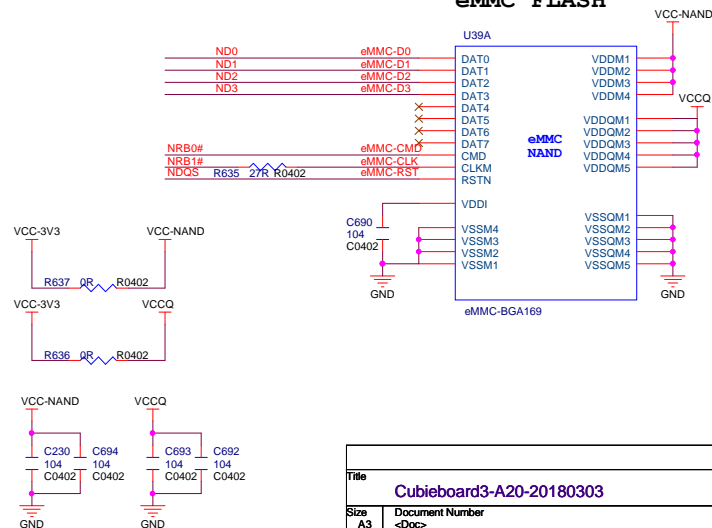 eMMC FLASH
VCC-NAND
U39A
ND0 eMMC-D0 DAT0 VDDM1
ND1 eMMC-D1 DAT1 VDDM2
ND2 eMMC-D2 DAT2 VDDM3
ND3 eMMC-D3 DAT3 VDDM4
DAT4 VCCQ
DAT5 VDDQM1
DAT6 VDDQM2
DAT7 eMMC VDDQM3
NRB0# eMMC-CMD CMD NAND VDDQM4
NRB1# eMMC-CLK CLKM VDDQM5
NDQS R635 27R R0402 eMMC-RST RSTN
VDDI
C690
104
C0402
VSSQM1
VSSM4 VSSQM2
VSSM3 VSSQM3
VSSM2 VSSQM4
VSSM1 VSSQM5
GND GND
eMMC-BGA169
VCC-3V3 VCC-NAND
R637 0R R0402
VCC-3V3 VCCQ
R636 0R R0402
VCC-NAND VCCQ
C230 C694 C693 C692
104 104 104 104
C0402 C0402 C0402 C0402
GND GND
Title
Cubieboard3-A20-20180303
Size Document Number
A3 <Doc>